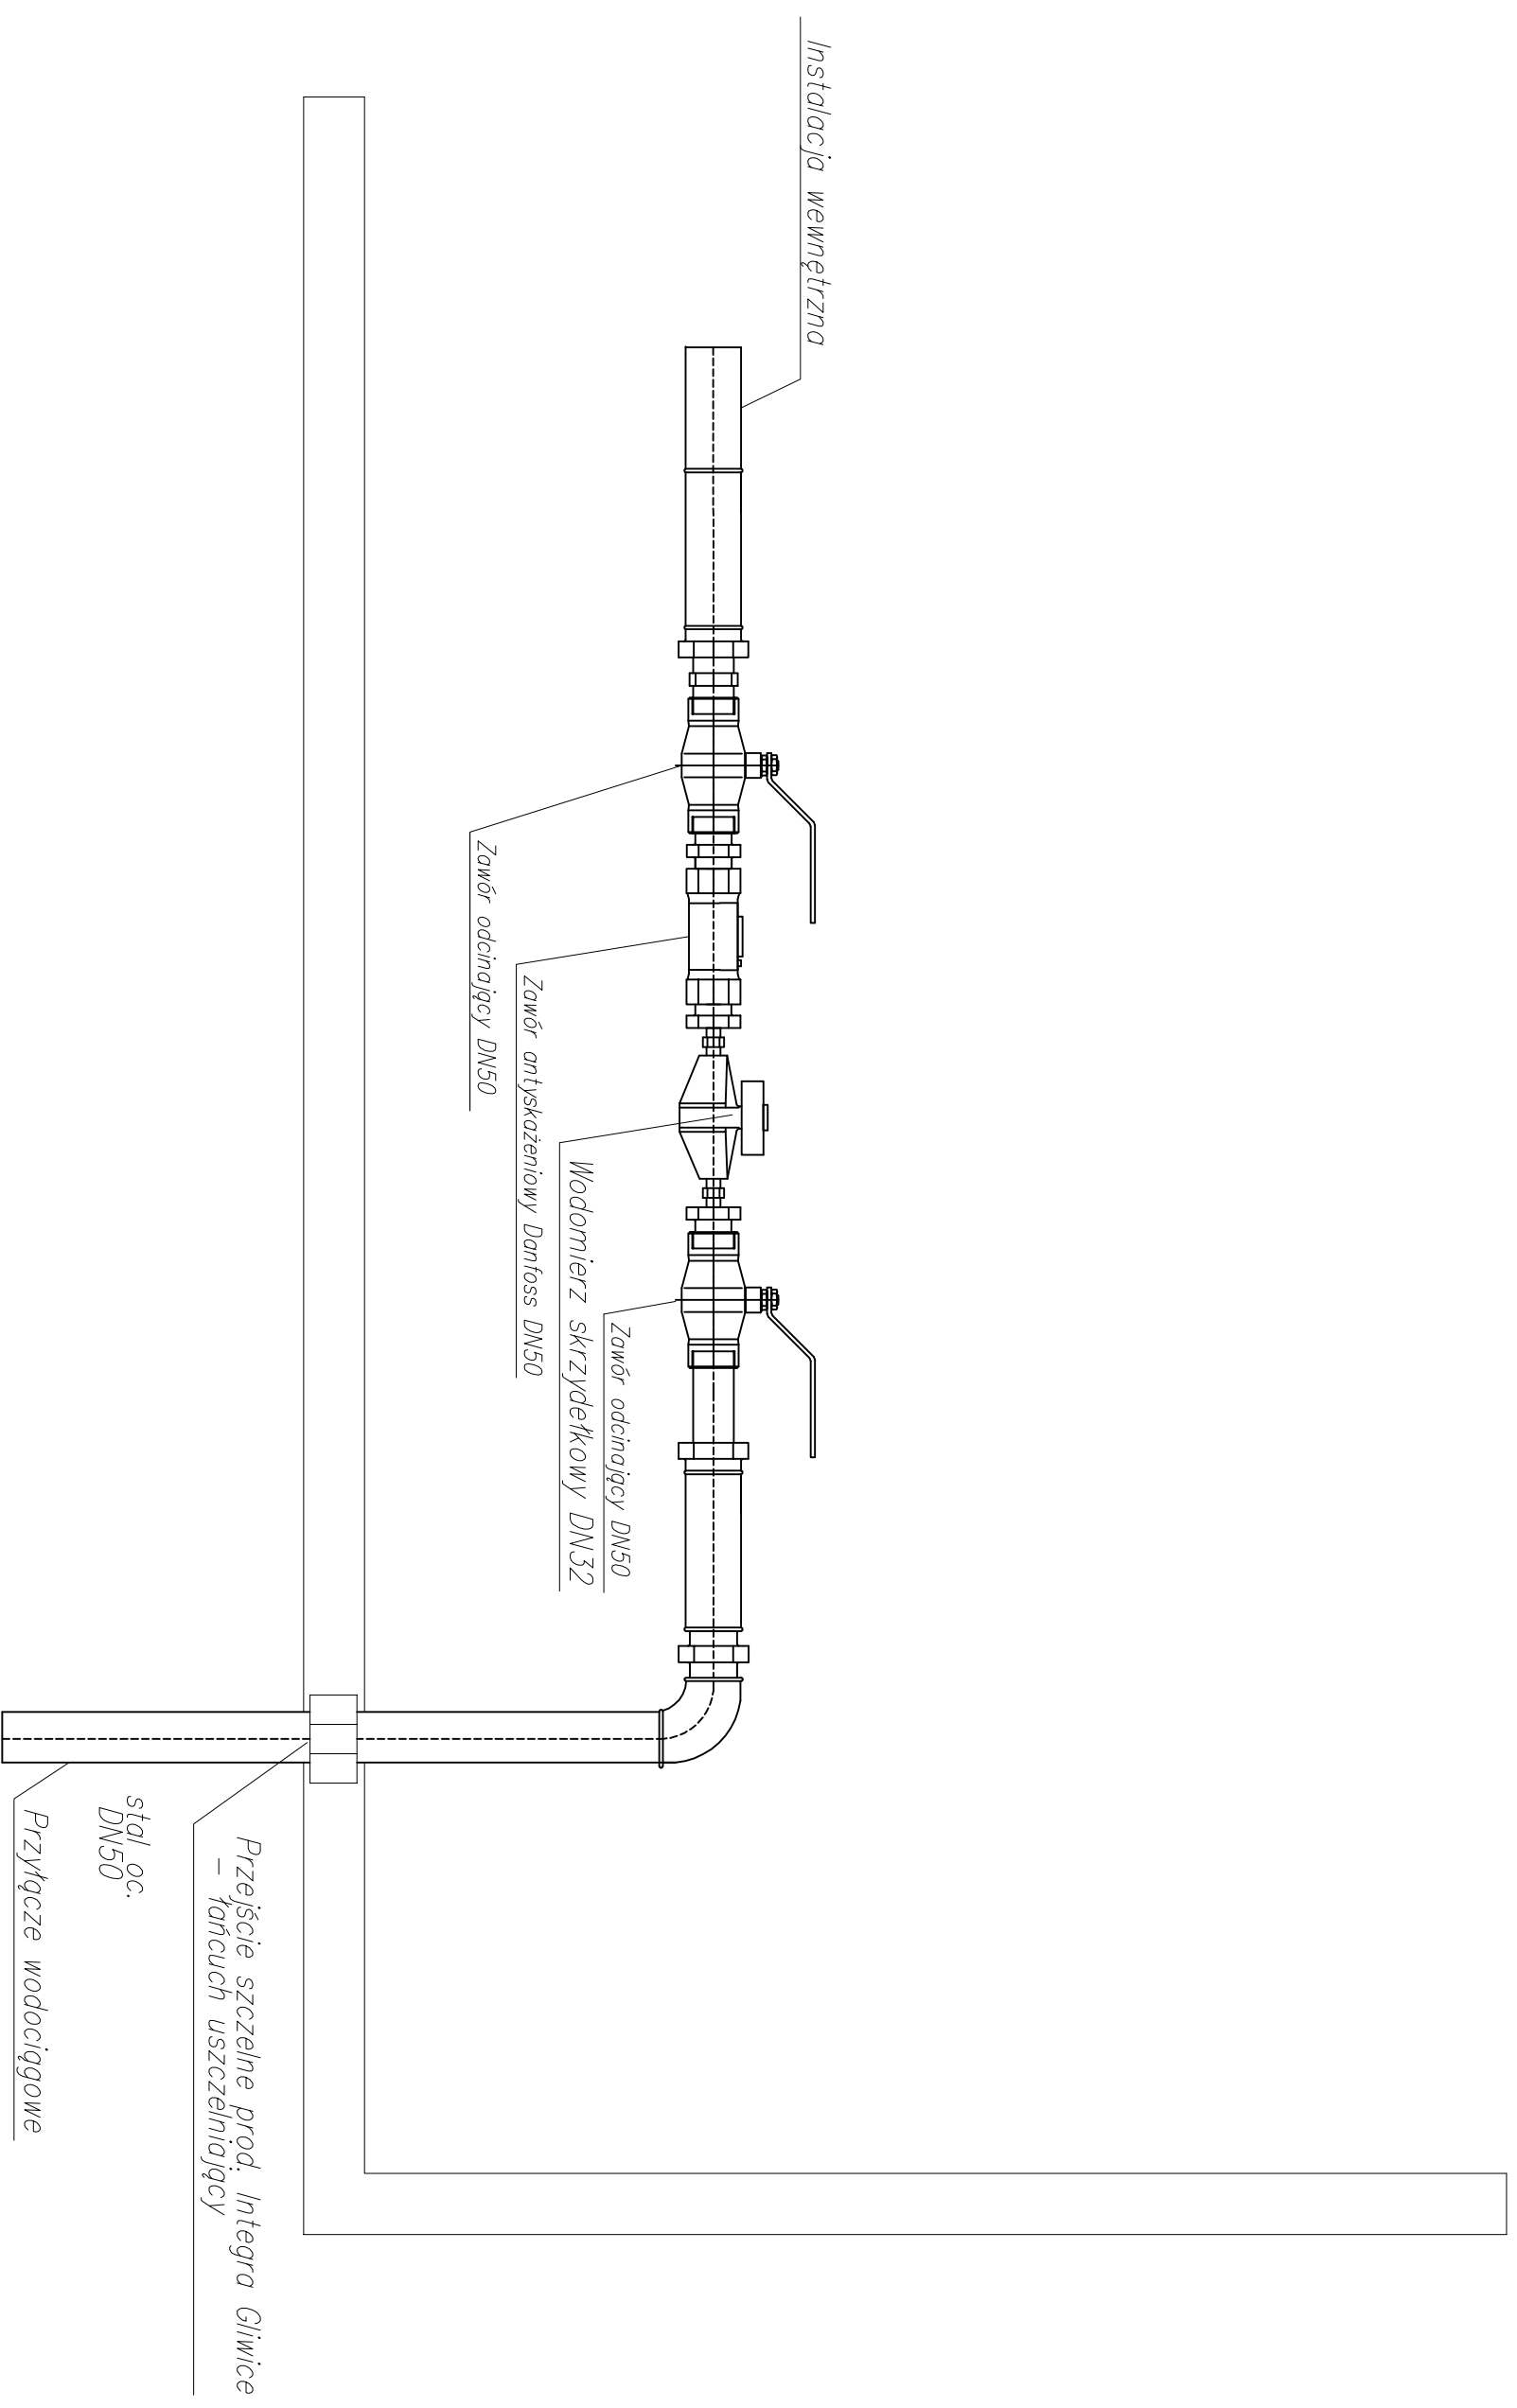 Instalacja wewnętrzna
Zawór odcinający DN50
Wodomierz skrzydełkowy DN32
Zawór antyskażeniowy Danfoss DN50
Zawór odcinający DN50
Przejście szczelne prod. Integra Gliwice
– łańcuch uszczelniający
stal oc.
DN50
Przyłącze wodociągowe